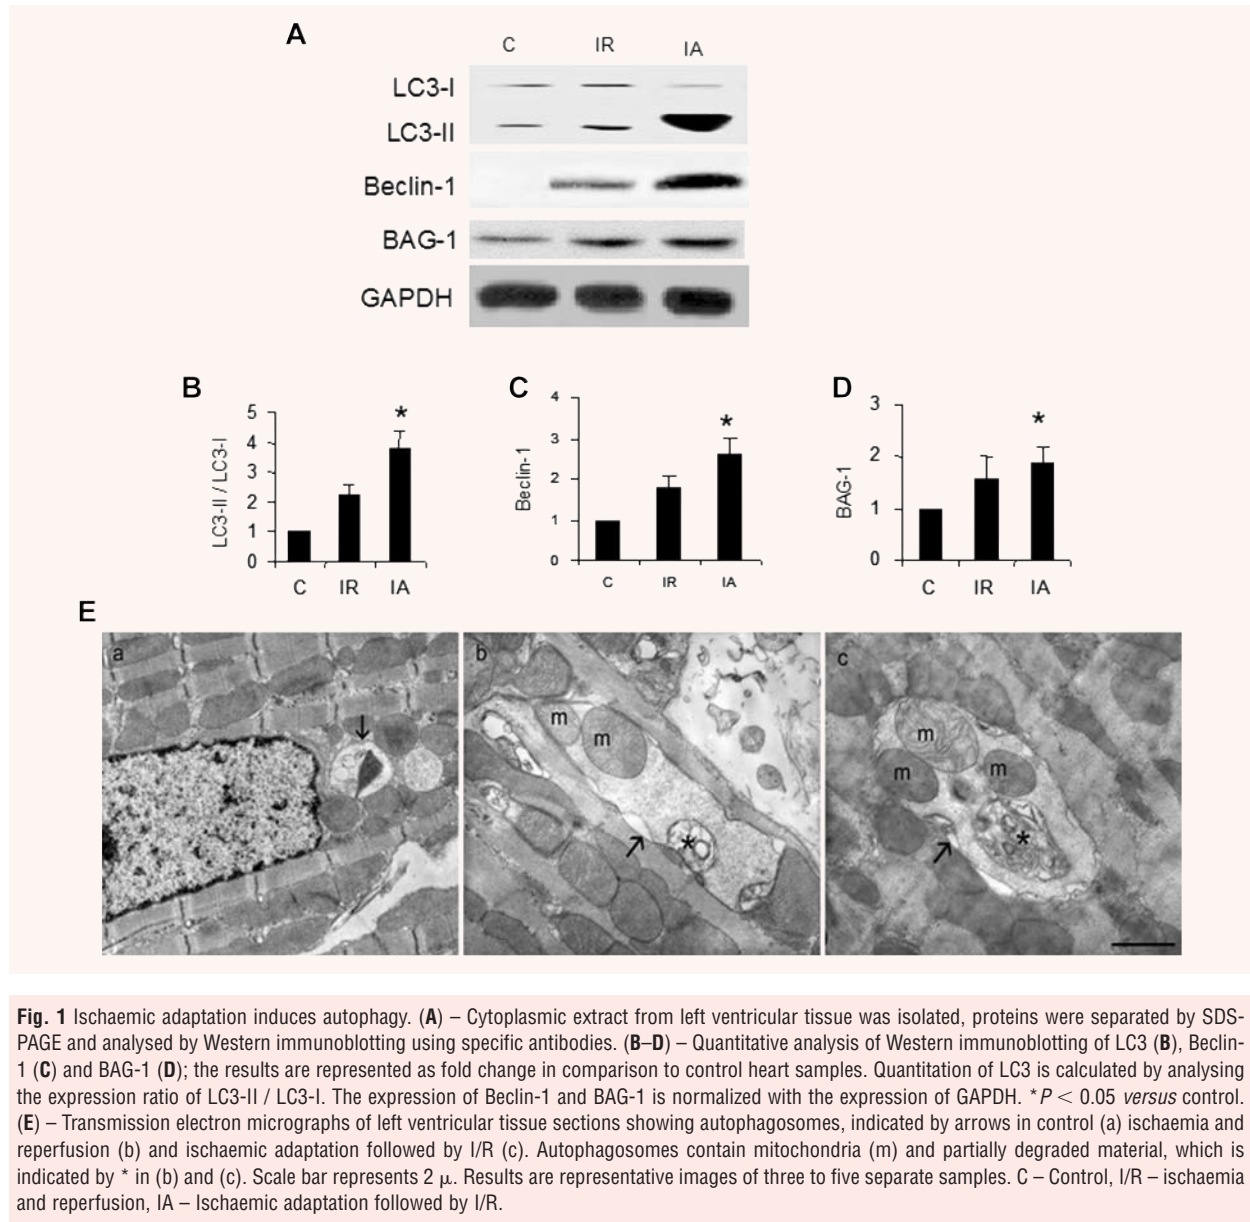 A
C IR IA
LC3-I
LC3-II
Beclin-1
BAG-1
GAPDH
B
LC3-II / LC3-I
5
4
3
2
1
0
*
C IR IA
C
Beclin-1
4
3
2
1
0
*
C IR IA
D
BAG-1
3
2
1
0
*
C IR IA
E
a
b
m
m
*
c
m
m
m
*
Fig. 1 Ischaemic adaptation induces autophagy. (A) – Cytoplasmic extract from left ventricular tissue was isolated, proteins were separated by SDS-
PAGE and analysed by Western immunoblotting using specific antibodies. (B–D) – Quantitative analysis of Western immunoblotting of LC3 (B), Beclin-
1 (C) and BAG-1 (D); the results are represented as fold change in comparison to control heart samples. Quantitation of LC3 is calculated by analysing
the expression ratio of LC3-II / LC3-I. The expression of Beclin-1 and BAG-1 is normalized with the expression of GAPDH. *P < 0.05 versus control.
(E) – Transmission electron micrographs of left ventricular tissue sections showing autophagosomes, indicated by arrows in control (a) ischaemia and
reperfusion (b) and ischaemic adaptation followed by I/R (c). Autophagosomes contain mitochondria (m) and partially degraded material, which is
indicated by * in (b) and (c). Scale bar represents 2 μ. Results are representative images of three to five separate samples. C – Control, I/R – ischaemia
and reperfusion, IA – Ischaemic adaptation followed by I/R.